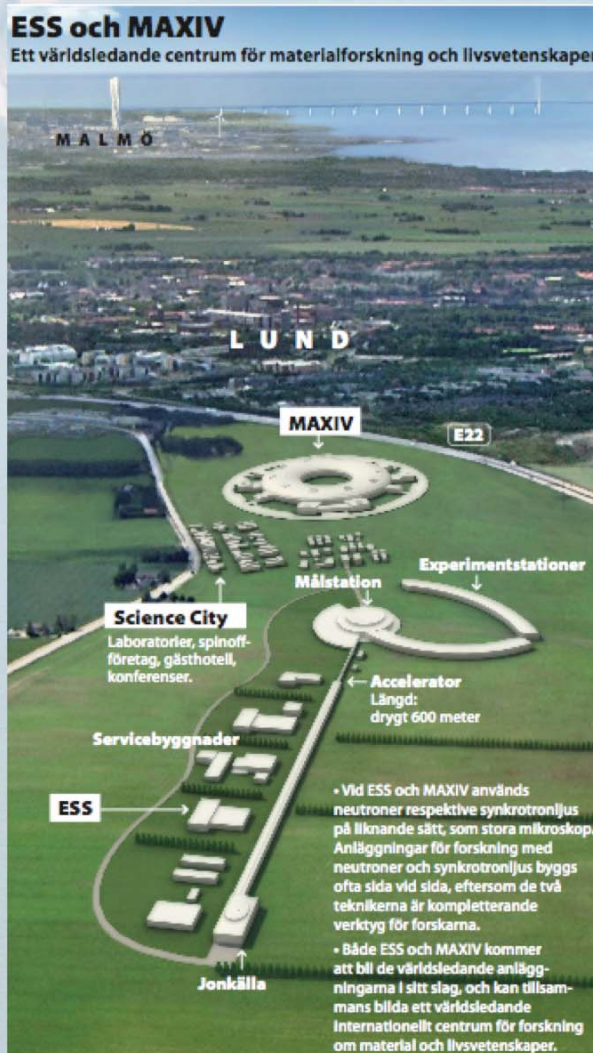 ESS och MAXIV
Ett världsledande centrum för materialforskning och livsvetenskaper
MALMÖ
LUND
MAXIV
E22
Experimentstationer
Målstation
Science City
Laboratorier, spinoff-
företag, gästhotell,
konferenser.
Accelerator
Längd:
drygt 600 meter
Servicebyggnader
ESS
• Vid ESS och MAXIV används
neutroner respektive synkrotronljus
på liknande sätt, som stora mikroskop.
Anläggningar för forskning med
neutroner och synkrotronljus byggs
ofta sida vid sida, eftersom de två
teknikerna är kompletterande
verktyg för forskarna.
• Både ESS och MAXIV kommer
att bli de världsledande anlägg-
ningarna i sitt slag, och kan tillsam-
mans bilda ett världsledande
internationellt centrum för forskning
om material och livsvetenskaper.
Jonkälla